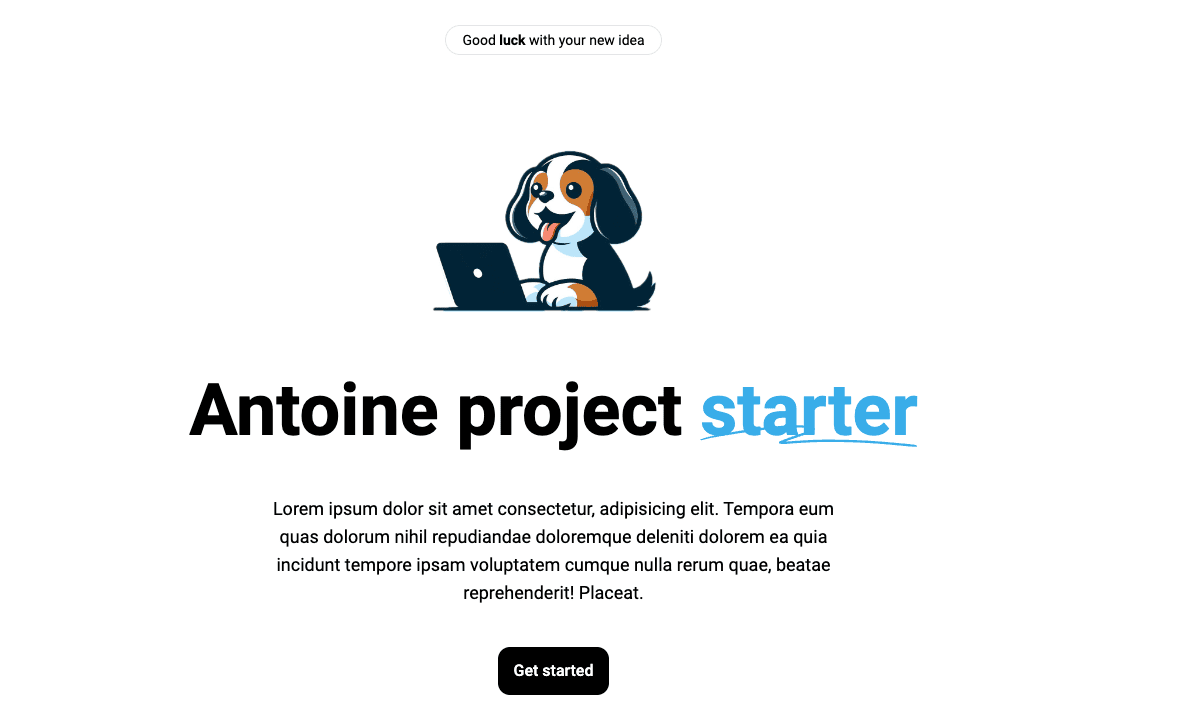 Good luck with your new idea
Antoine project starter
Lorem ipsum dolor sit amet consectetur, adipisicing elit. Tempora eum
quas dolorum nihil repudiandae doloremque deleniti dolorem ea quia
incidunt tempore ipsam voluptatem cumque nulla rerum quae, beatae
reprehenderit! Placeat.
Get started